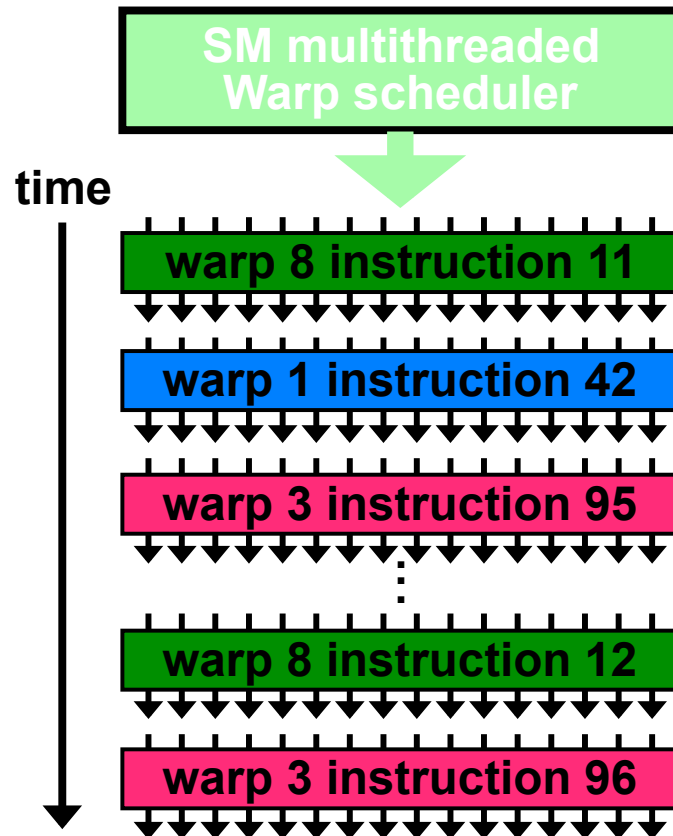 SM multithreaded
Warp scheduler
time
warp 8 instruction 11
warp 1 instruction 42
warp 3 instruction 95
⋮
warp 8 instruction 12
warp 3 instruction 96